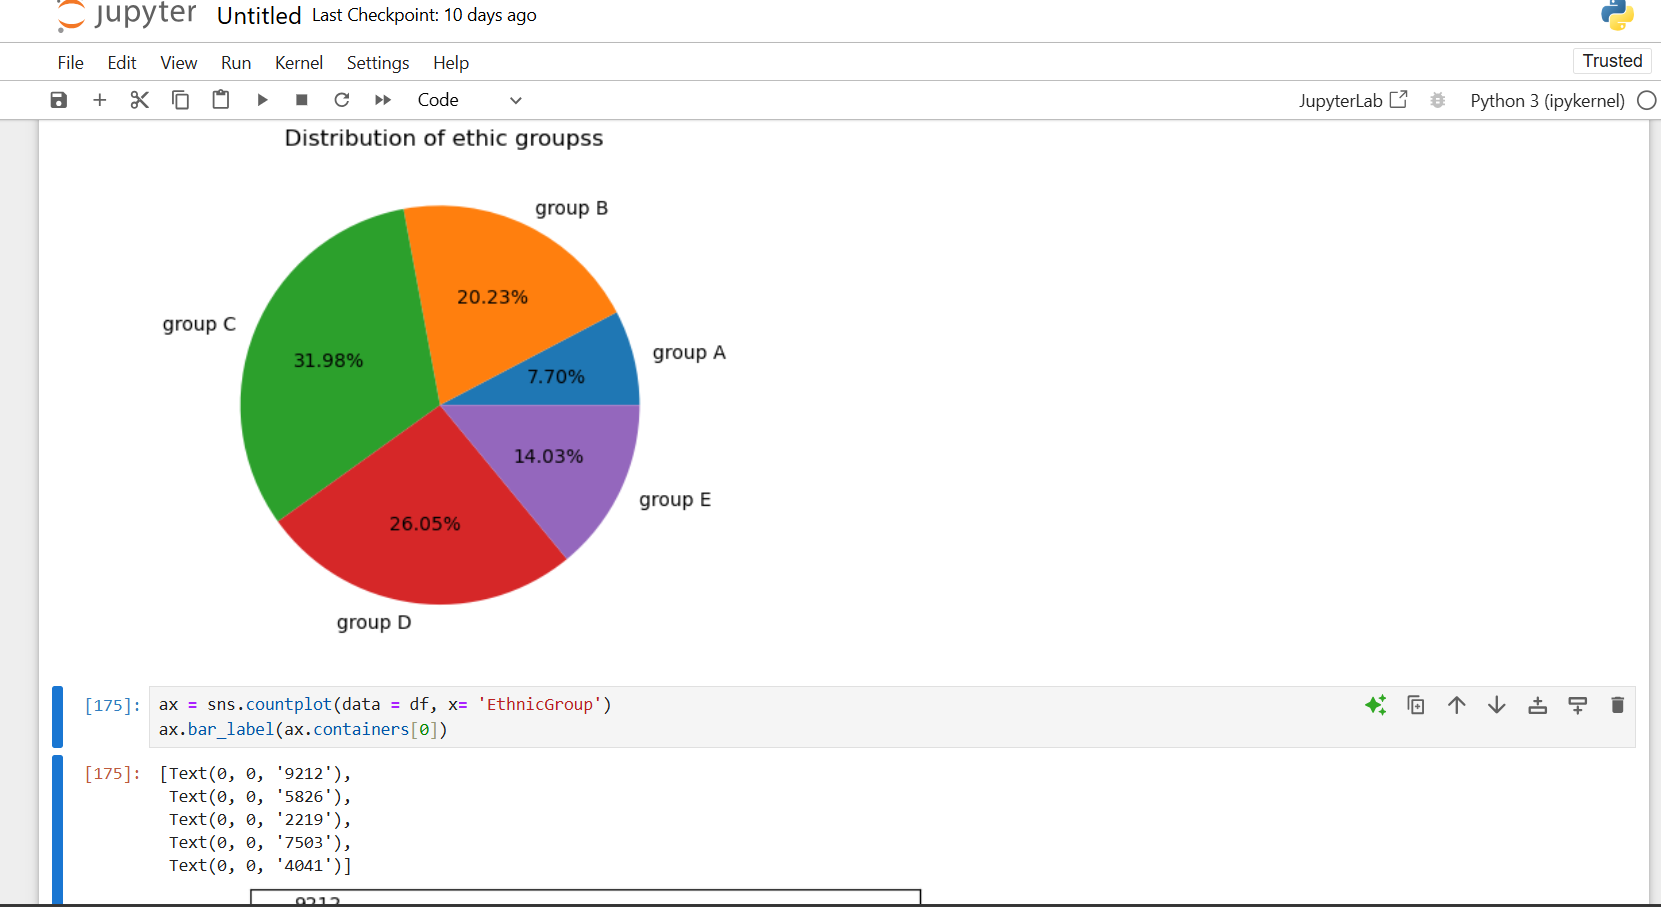 jupyter Untitled Last Checkpoint: 10 days ago
File Edit View Run Kernel Settings Help
Trusted
Code
JupyterLab
Python 3 (ipykernel)
Distribution of ethic groupss
group B
20.23%
group C
31.98%
group A
7.70%
14.03%
group E
26.05%
group D
[175]: ax = sns.countplot(data = df, x= 'EthnicGroup')
ax.bar_label(ax.containers[0])
[175]: [Text(0, 0, '9212'),
Text(0, 0, '5826'),
Text(0, 0, '2219'),
Text(0, 0, '7503'),
Text(0, 0, '4041')]
9212